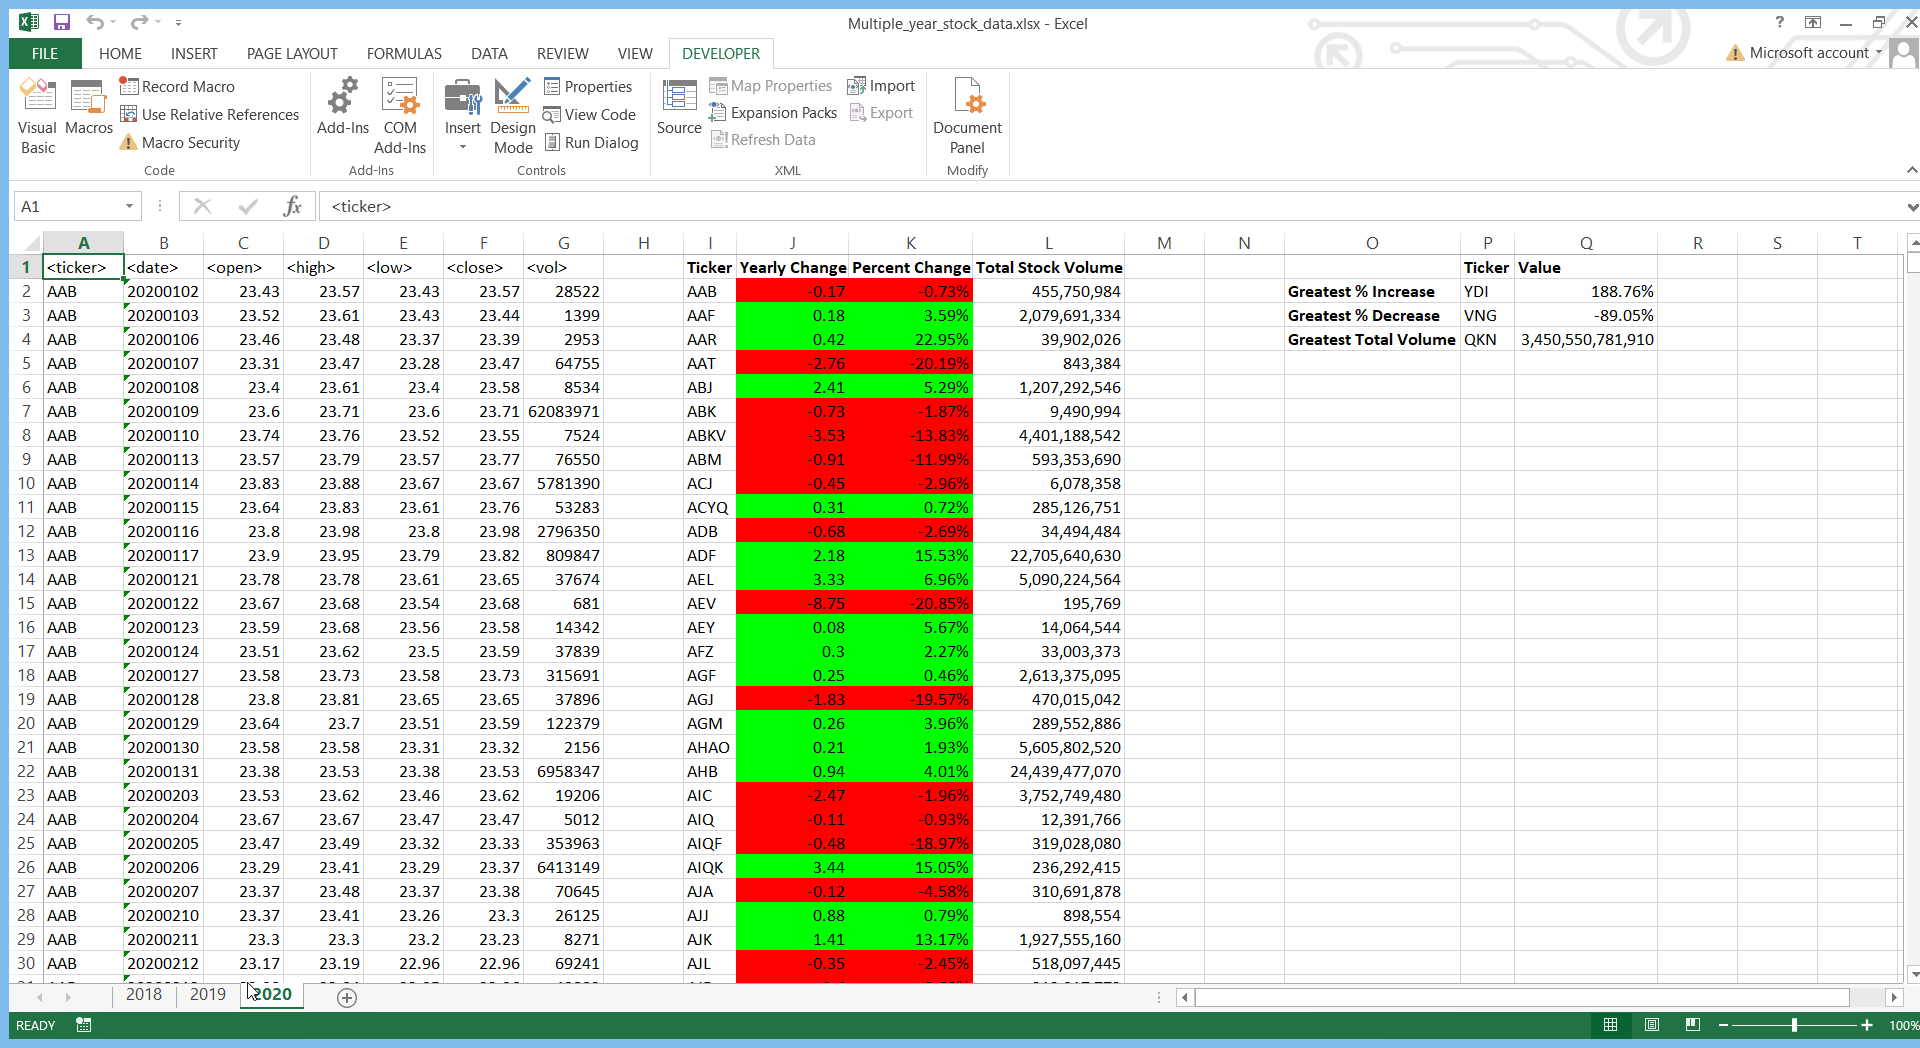 Multiple_year_stock_data.xlsx - Excel
?
FILE HOME INSERT PAGE LAYOUT FORMULAS DATA REVIEW VIEW DEVELOPER Microsoft account
Visual Basic Macros Record Macro Use Relative References Macro Security Code
Add-Ins COM Add-Ins Add-Ins
Insert Design Mode Properties View Code Run Dialog Controls
Source Map Properties Expansion Packs Refresh Data Import Export XML
Document Panel Modify
A1 fx <ticker>
A B C D E F G H I J K L M N O P Q R S T
1 <ticker> <date> <open> <high> <low> <close> <vol> Ticker Yearly Change Percent Change Total Stock Volume Ticker Value
2 AAB 20200102 23.43 23.57 23.43 23.57 28522 AAB -0.17 -0.73% 455,750,984 Greatest % Increase YDI 188.76%
3 AAB 20200103 23.52 23.61 23.43 23.44 1399 AAF 0.18 3.59% 2,079,691,334 Greatest % Decrease VNG -89.05%
4 AAB 20200106 23.46 23.48 23.37 23.39 2953 AAR 0.42 22.95% 39,902,026 Greatest Total Volume QKN 3,450,550,781,910
5 AAB 20200107 23.31 23.47 23.28 23.47 64755 AAT -2.76 -20.19% 843,384
6 AAB 20200108 23.4 23.61 23.4 23.58 8534 ABJ 2.41 5.29% 1,207,292,546
7 AAB 20200109 23.6 23.71 23.6 23.71 62083971 ABK -0.73 -1.87% 9,490,994
8 AAB 20200110 23.74 23.76 23.52 23.55 7524 ABKV -3.53 -13.83% 4,401,188,542
9 AAB 20200113 23.57 23.79 23.57 23.77 76550 ABM -0.91 -11.99% 593,353,690
10 AAB 20200114 23.83 23.88 23.67 23.67 5781390 ACJ -0.45 -2.96% 6,078,358
11 AAB 20200115 23.64 23.83 23.61 23.76 53283 ACYQ 0.31 0.72% 285,126,751
12 AAB 20200116 23.8 23.98 23.8 23.98 2796350 ADB -0.68 -2.69% 34,494,484
13 AAB 20200117 23.9 23.95 23.79 23.82 809847 ADF 2.18 15.53% 22,705,640,630
14 AAB 20200121 23.78 23.78 23.61 23.65 37674 AEL 3.33 6.96% 5,090,224,564
15 AAB 20200122 23.67 23.68 23.54 23.68 681 AEV -8.75 -20.85% 195,769
16 AAB 20200123 23.59 23.68 23.56 23.58 14342 AEY 0.08 5.67% 14,064,544
17 AAB 20200124 23.51 23.62 23.5 23.59 37839 AFZ 0.3 2.27% 33,003,373
18 AAB 20200127 23.58 23.73 23.58 23.73 315691 AGF 0.25 0.46% 2,613,375,095
19 AAB 20200128 23.8 23.81 23.65 23.65 37896 AGJ -1.83 -19.57% 470,015,042
20 AAB 20200129 23.64 23.7 23.51 23.59 122379 AGM 0.26 3.96% 289,552,886
21 AAB 20200130 23.58 23.58 23.31 23.32 2156 AHAO 0.21 1.93% 5,605,802,520
22 AAB 20200131 23.38 23.53 23.38 23.53 6958347 AHB 0.94 4.01% 24,439,477,070
23 AAB 20200203 23.53 23.62 23.46 23.62 19206 AIC -2.47 -1.96% 3,752,749,480
24 AAB 20200204 23.67 23.67 23.47 23.47 5012 AIQ -0.11 -0.93% 12,391,766
25 AAB 20200205 23.47 23.49 23.32 23.33 353963 AIQF -0.48 -18.97% 319,028,080
26 AAB 20200206 23.29 23.41 23.29 23.37 6413149 AIQK 3.44 15.05% 236,292,415
27 AAB 20200207 23.37 23.48 23.37 23.38 70645 AJA -0.12 -4.58% 310,691,878
28 AAB 20200210 23.37 23.41 23.26 23.3 26125 AJJ 0.88 0.79% 898,554
29 AAB 20200211 23.3 23.3 23.2 23.23 8271 AJK 1.41 13.17% 1,927,555,160
30 AAB 20200212 23.17 23.19 22.96 22.96 69241 AJL -0.35 -2.45% 518,097,445
2018 2019 2020
READY 100%